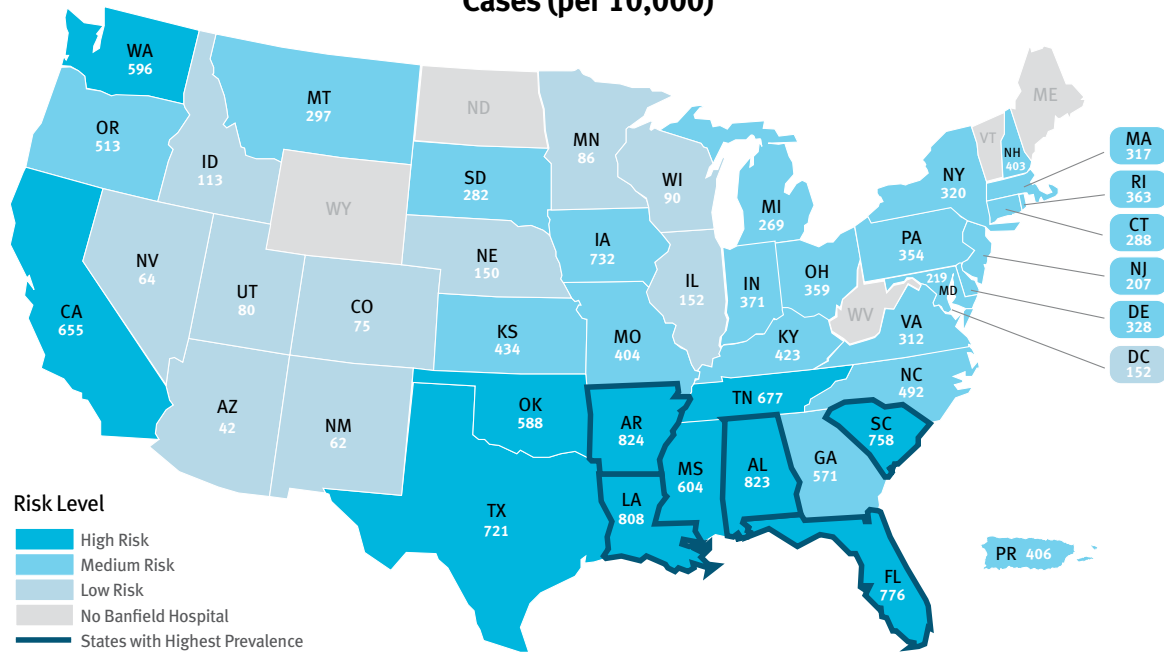 Cases (per 10,000)
WA
596
OR
513
CA
655
ID
113
NV
64
MT
297
WY
UT
80
AZ
42
CO
75
NM
62
ND
SD
282
NE
150
KS
434
OK
588
TX
721
MN
86
IA
732
MO
404
AR
824
LA
808
WI
90
IL
152
MI
269
IN
371
OH
359
KY
423
TN 677
MS
604
AL
823
GA
571
FL
776
SC
758
NC
492
VA
312
WV
219
MD
PA
354
NY
320
VT
NH
403
ME
MA
317
RI
363
CT
288
NJ
207
DE
328
DC
152
PR 406
Risk Level
High Risk
Medium Risk
Low Risk
No Banfield Hospital
States with Highest Prevalence